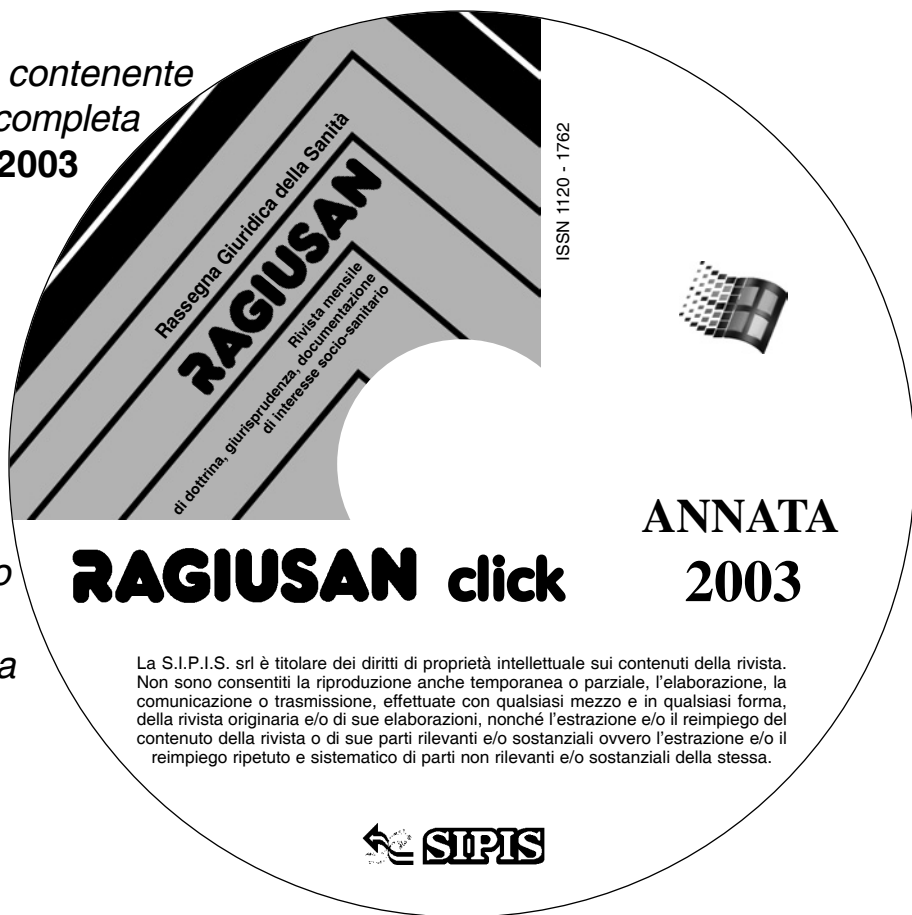 contenente
completa
2003
Rassegna Giuridica della Sanità
RAGIUSAN
Rivista mensile
di dottrina, giurisprudenza, documentazione
di interesse socio-sanitario
ISSN 1120 - 1762
ANNATA
2003
o
RAGIUSAN click
a
La S.I.P.I.S. srl è titolare dei diritti di proprietà intellettuale sui contenuti della rivista.
Non sono consentiti la riproduzione anche temporanea o parziale, l'elaborazione, la
comunicazione o trasmissione, effettuate con qualsiasi mezzo e in qualsiasi forma,
della rivista originaria e/o di sue elaborazioni, nonché l'estrazione e/o il reimpiego del
contenuto della rivista o di sue parti rilevanti e/o sostanziali ovvero l'estrazione e/o il
reimpiego ripetuto e sistematico di parti non rilevanti e/o sostanziali della stessa.
SIPIS